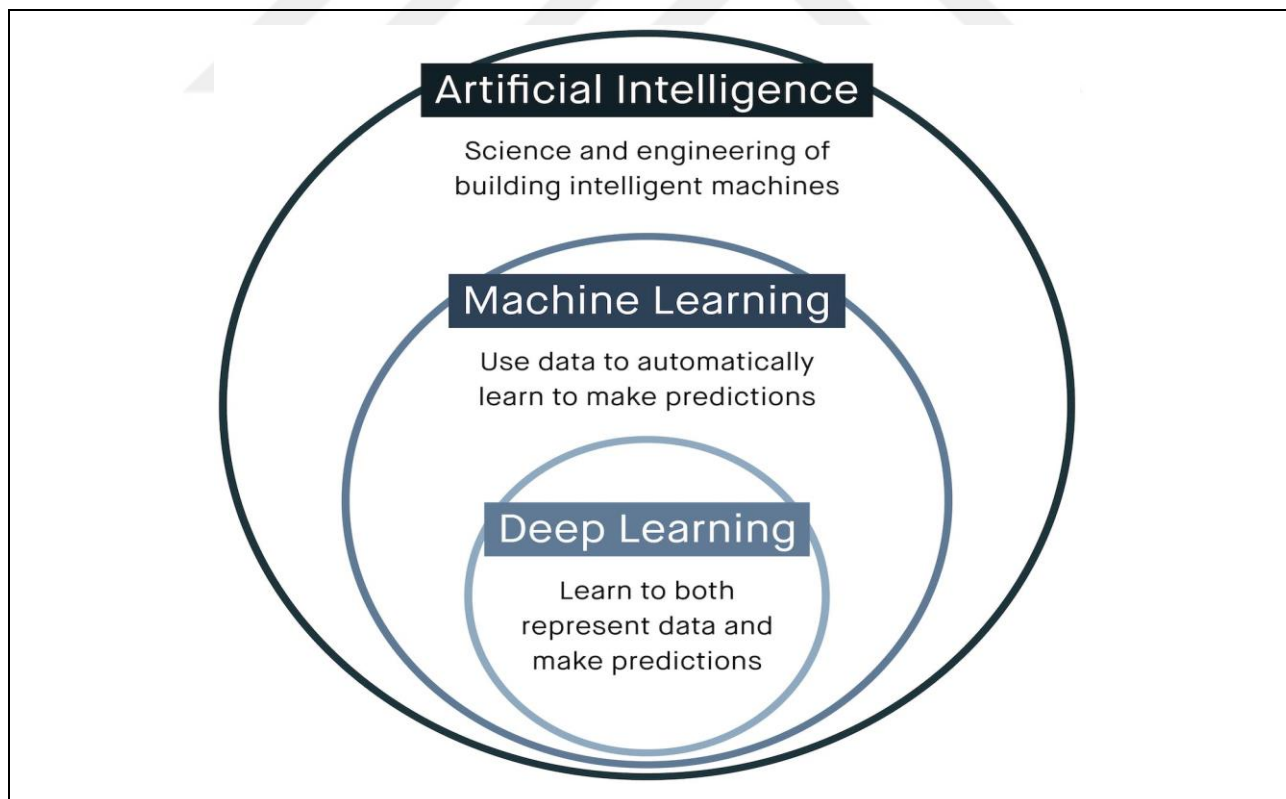 Artificial Intelligence
Science and engineering of
building intelligent machines
Machine Learning
Use data to automatically
learn to make predictions
Deep Learning
Learn to both
represent data and
make predictions